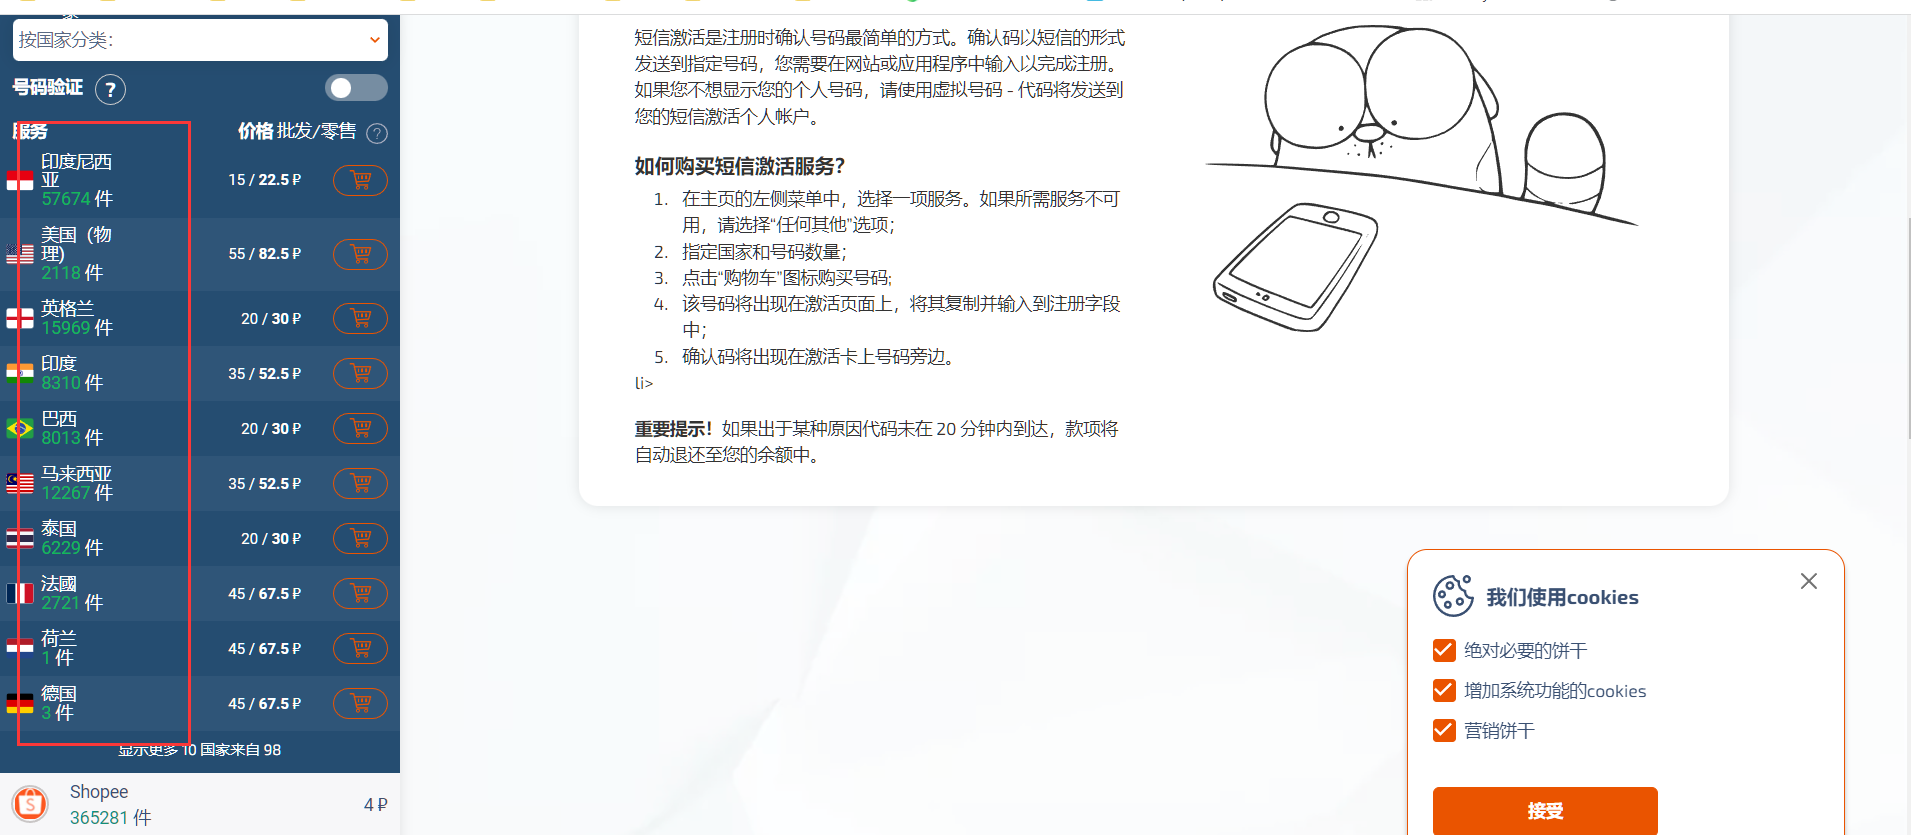 按国家分类：
号码验证 ?
服务
价格 批发/零售 ?
印度尼西
亚
57674 件
15 / 22.5 ₽
美国（物
理)
2118 件
55 / 82.5 ₽
英格兰
15969 件
20 / 30 ₽
印度
8310 件
35 / 52.5 ₽
巴西
8013 件
20 / 30 ₽
马来西亚
12267 件
35 / 52.5 ₽
泰国
6229 件
20 / 30 ₽
法國
2721 件
45 / 67.5 ₽
荷兰
1 件
45 / 67.5 ₽
德国
3 件
45 / 67.5 ₽
显示更多 10 国家来自 98
Shopee
365281 件
4 ₽
短信激活是注册时确认号码最简单的方式。确认码以短信的形式
发送到指定号码，您需要在网站或应用程序中输入以完成注册。
如果您不想显示您的个人号码，请使用虚拟号码 - 代码将发送到
您的短信激活个人帐户。
如何购买短信激活服务？
1. 在主页的左侧菜单中，选择一项服务。如果所需服务不可
用，请选择“任何其他”选项；
2. 指定国家和号码数量；
3. 点击“购物车”图标购买号码;
4. 该号码将出现在激活页面上，将其复制并输入到注册字段
中；
5. 确认码将出现在激活卡上号码旁边。
li>
重要提示！如果出于某种原因代码未在 20 分钟内到达，款项将
自动退还至您的余额中。
我们使用cookies
绝对必要的饼干
增加系统功能的cookies
营销饼干
接受